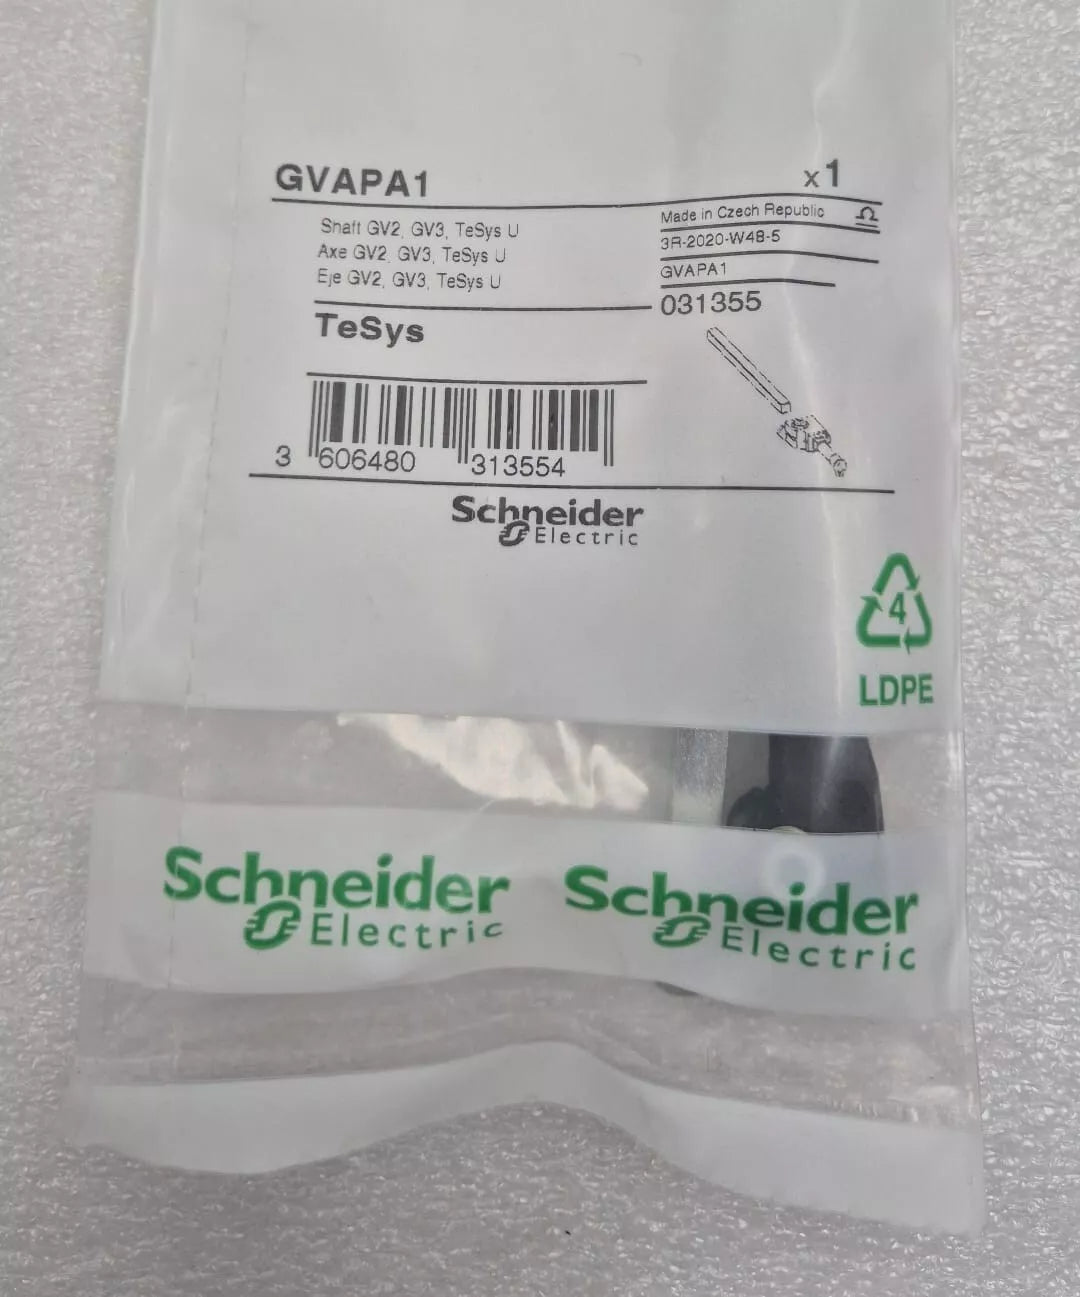 GVAPA1 x1
Shaft GV2, GV3, TeSys U
Axe GV2, GV3, TeSys U
Eje GV2, GV3, TeSys U
Made in Czech Republic
3R-2020-W48-5
GVAPA1
031355
TeSys
3 606480 313554
Schneider
Electric
4
LDPE
Schneider
Electric
Schneider
Electric